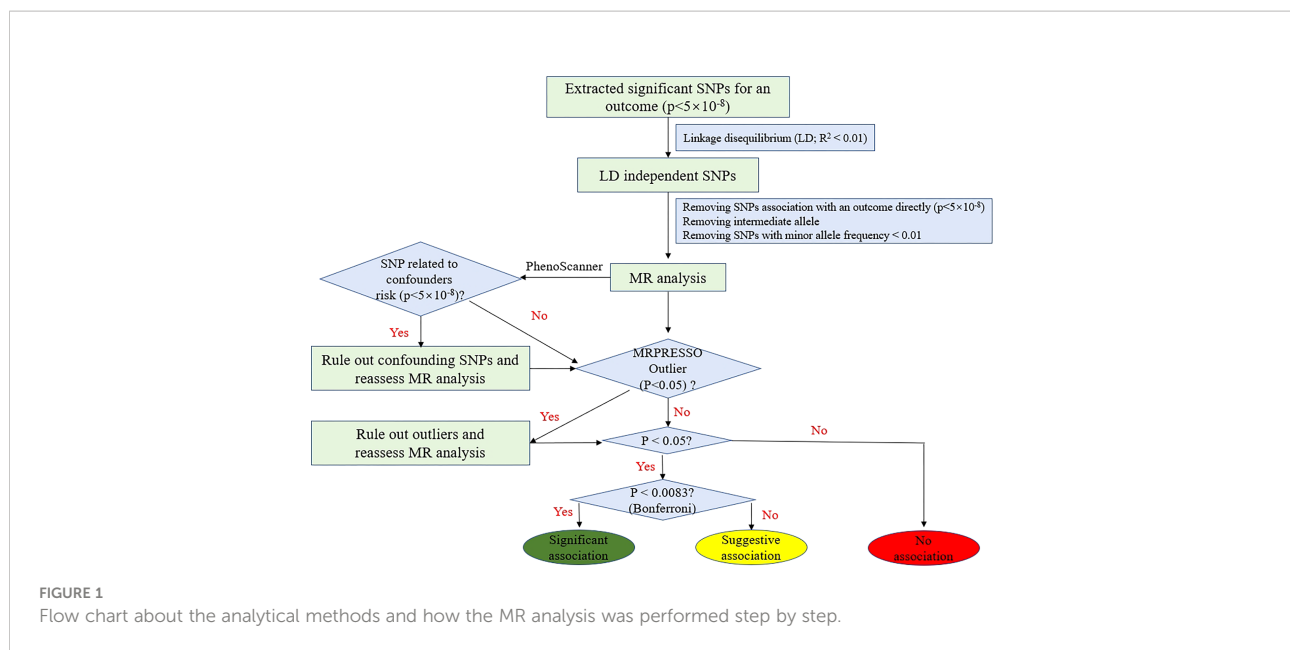 Extracted significant SNPs for an
outcome (p<5×10⁻⁸)
Linkage disequilibrium (LD; R² < 0.01)
LD independent SNPs
Removing SNPs association with an outcome directly (p<5×10⁻⁸)
Removing intermediate allele
Removing SNPs with minor allele frequency < 0.01
SNP related to
confounders
risk (p<5×10⁻⁸)?
PhenoScanner
MR analysis
Yes
No
Rule out confounding SNPs and
reassess MR analysis
MRPRESSO
Outlier
(P<0.05) ?
Yes
No
Rule out outliers and
reassess MR analysis
P < 0.05?
No
Yes
P < 0.0083?
(Bonferroni)
Yes
No
Significant
association
Suggestive
association
No
association
FIGURE 1
Flow chart about the analytical methods and how the MR analysis was performed step by step.